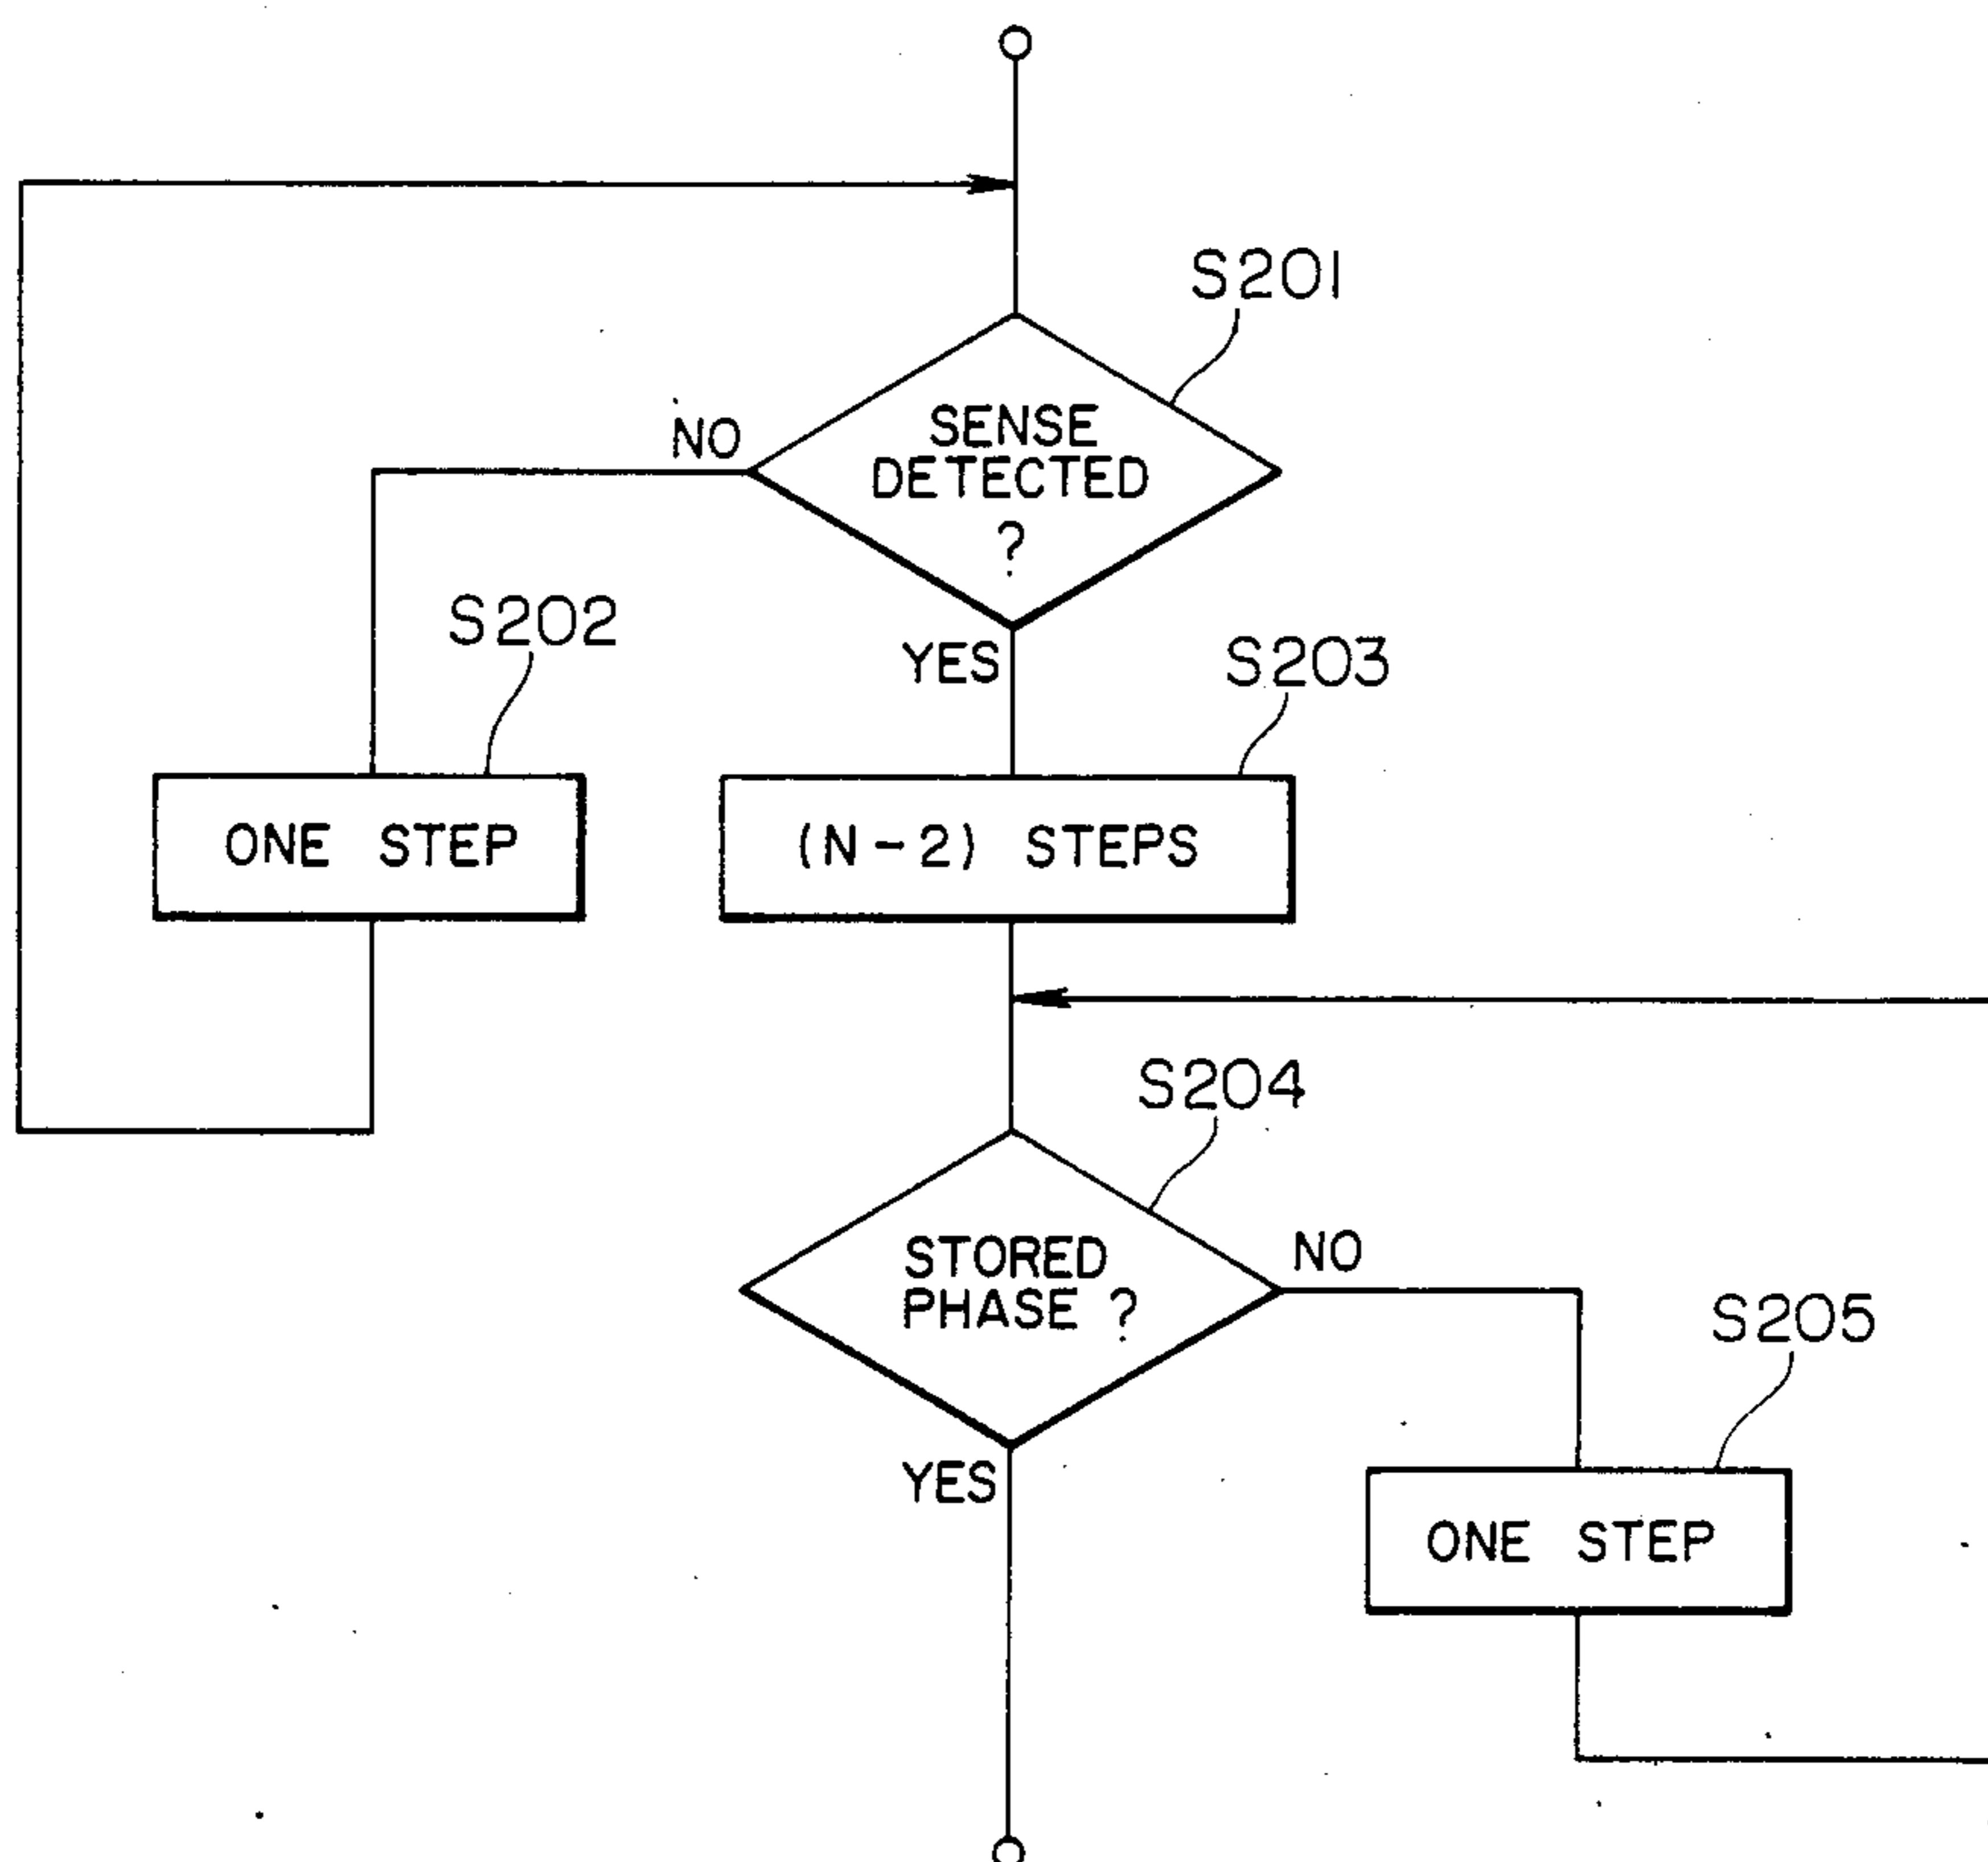 S201
SENSE
DETECTED
?
NO
YES
S202
S203
ONE STEP
(N-2) STEPS
S204
STORED
PHASE ?
NO
YES
S205
ONE STEP